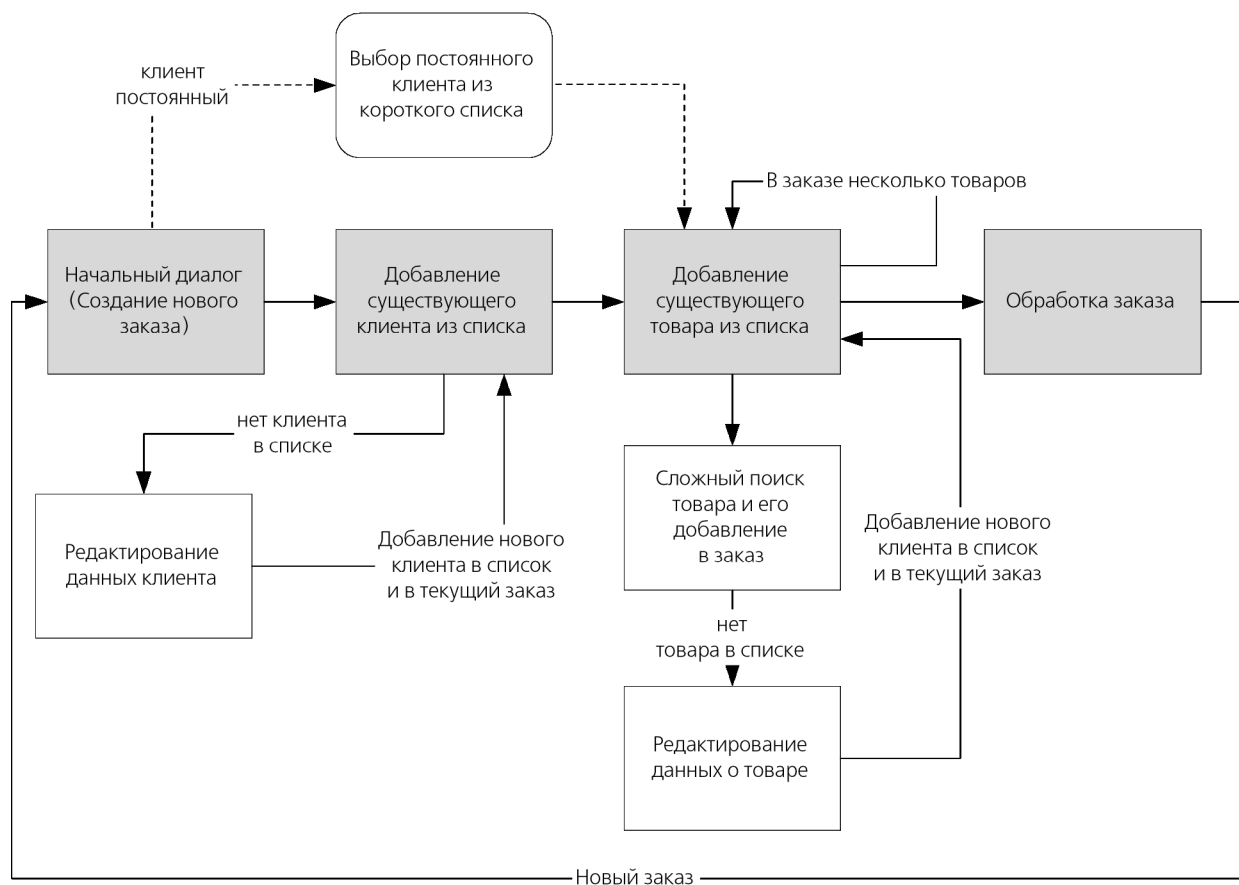 Выбор постоянного
клиента из
короткого списка
клиент
постоянный
В заказе несколько товаров
Начальный диалог
(Создание нового
заказа)
Добавление
существующего
клиента из списка
Добавление
существующего
товара из списка
Обработка заказа
нет клиента
в списке
Редактирование
данных клиента
Добавление нового
клиента в список
и в текущий заказ
Сложный поиск
товара и его
добавление
в заказ
Добавление нового
клиента в список
и в текущий заказ
нет
товара в списке
Редактирование
данных о товаре
Новый заказ